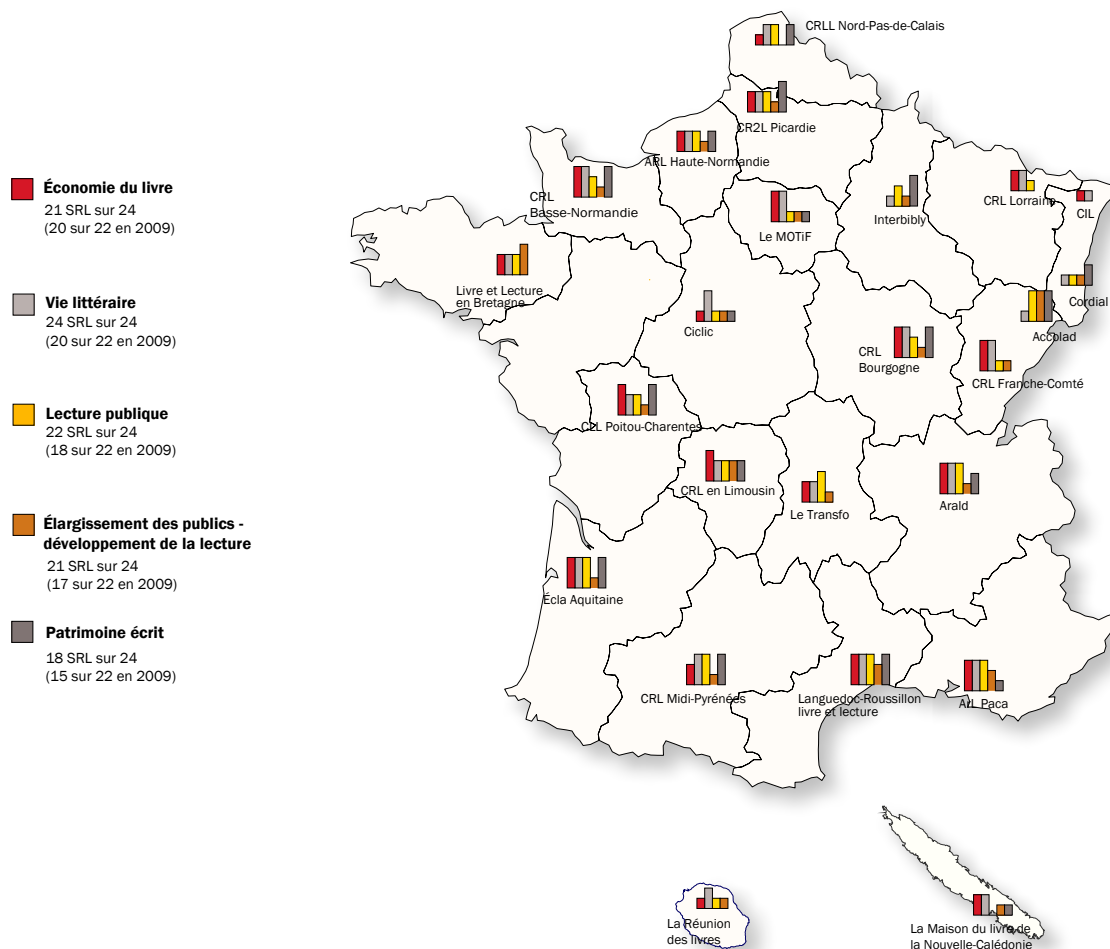 Économie du livre
21 SRL sur 24
(20 sur 22 en 2009)
Vie littéraire
24 SRL sur 24
(20 sur 22 en 2009)
Lecture publique
22 SRL sur 24
(18 sur 22 en 2009)
Élargissement des publics -
développement de la lecture
21 SRL sur 24
(17 sur 22 en 2009)
Patrimoine écrit
18 SRL sur 24
(15 sur 22 en 2009)
CRLL Nord-Pas-de-Calais
CR2L Picardie
ARL Haute-Normandie
CRL
Basse-Normandie
Le MOTiF
Interbibly
CRL Lorraine
CIL
Livre et Lecture
en Bretagne
Ciclic
Cordial
Accolad
CRL
Bourgogne
CRL Franche-Comté
CLL Poitou-Charentes
CRL en Limousin
Le Transfo
Arald
Écla Aquitaine
CRL Midi-Pyrénées
Languedoc-Roussillon
livre et lecture
ArL Paca
La Réunion
des livres
La Maison du livre de
la Nouvelle-Calédonie